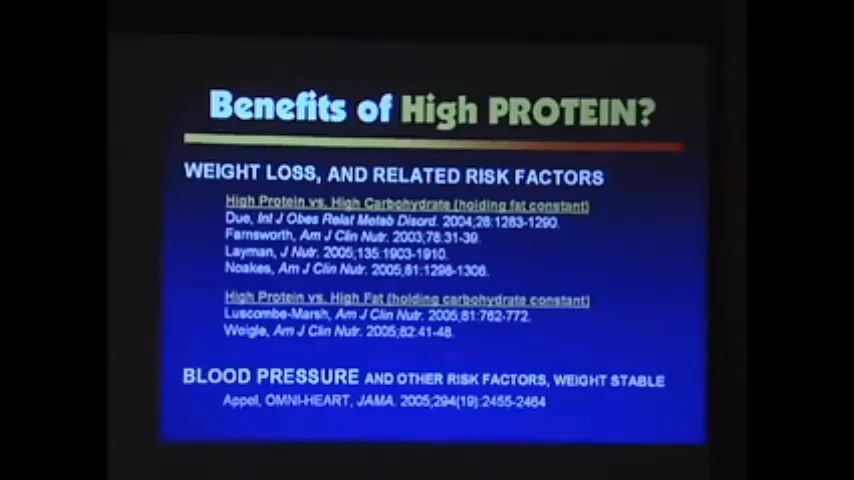 Benefits of High PROTEIN?
WEIGHT LOSS, AND RELATED RISK FACTORS
High Protein vs. High Carbohydrate (holding fat constant)
Due, Int J Obes Relat Metab Disord. 2004;28:1283-1290.
Farnsworth, Am J Clin Nutr. 2003;78:31-39.
Layman, J Nutr. 2005;135:1903-1910.
Noakes, Am J Clin Nutr. 2005;81:1298-1306.
High Protein vs. High Fat (holding carbohydrate constant)
Luscombe-Marsh, Am J Clin Nutr. 2005;81:762-772.
Weigle, Am J Clin Nutr. 2005;82:41-48.
BLOOD PRESSURE AND OTHER RISK FACTORS, WEIGHT STABLE
Appel, OMNI-HEART, JAMA. 2005;294(19):2455-2464